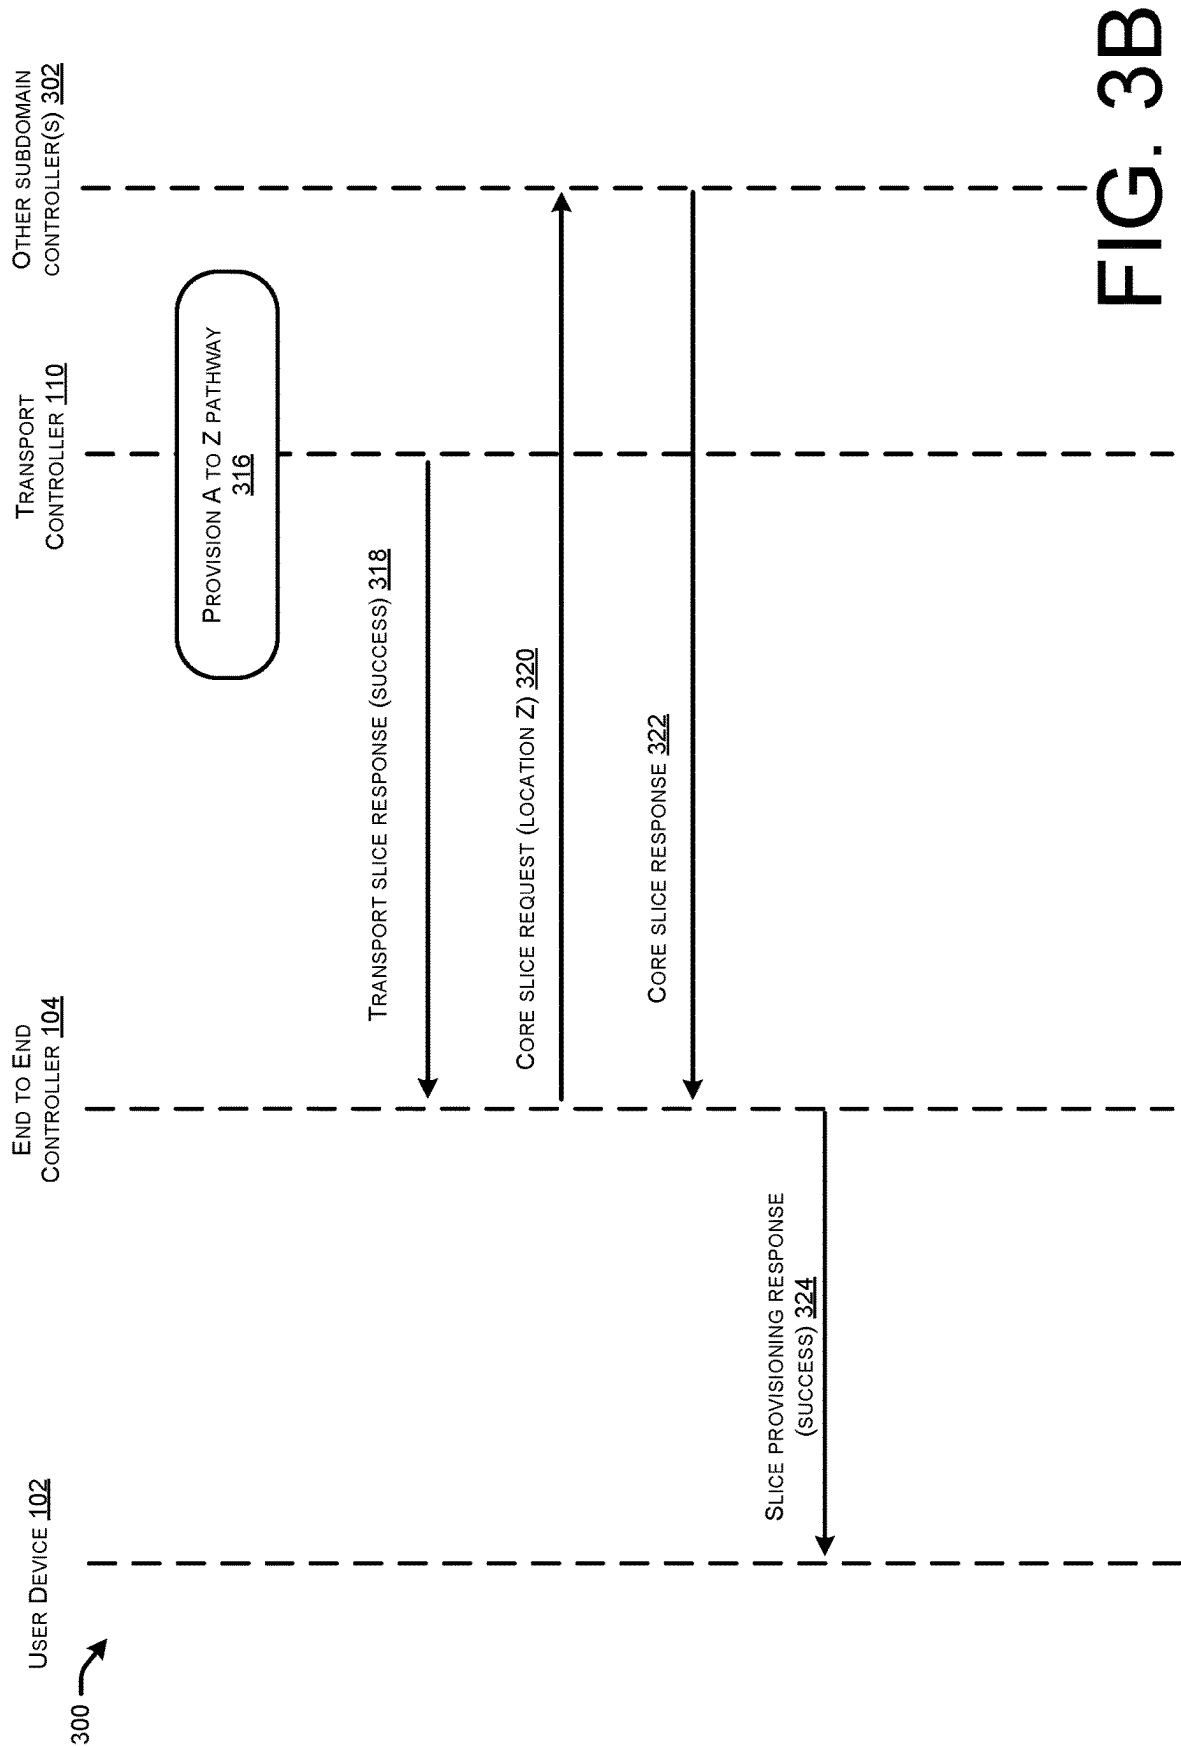 300
USER DEVICE 102
END TO END
CONTROLLER 104
TRANSPORT
CONTROLLER 110
OTHER SUBDOMAIN
CONTROLLER(S) 302
PROVISION A TO Z PATHWAY
316
TRANSPORT SLICE RESPONSE (SUCCESS) 318
CORE SLICE REQUEST (LOCATION Z) 320
CORE SLICE RESPONSE 322
SLICE PROVISIONING RESPONSE
(SUCCESS) 324
FIG. 3B